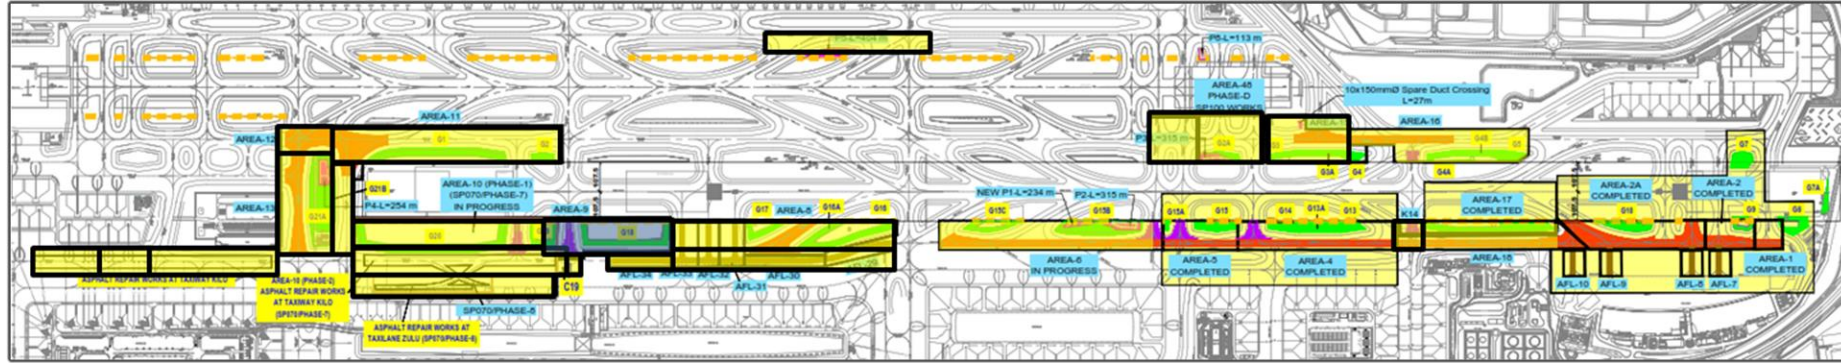 P5-L=113 m
AREA-48
PHASE-D
SP100 WORKS
10x150mmØ Spare Duct Crossing
L=27m
AREA-11
AREA-12
G1
G2
AREA-16
G2A
G3
G3A
G4
G4A
G4B
G5
G7
G21B
P4-L=254 m
AREA-10 (PHASE-1)
(SP070/PHASE-7)
IN PROGRESS
AREA-13
G21A
G20
AREA-9
G18
G17
AREA-8
G16A
G16
NEW P1-L=234 m
P2-L=315 m
G15C
G15B
G15A
G15
G14
G13A
G13
K14
AREA-17
COMPLETED
AREA-2A
COMPLETED
AREA-2
COMPLETED
G7A
G10
G9
G8
AREA-6
IN PROGRESS
AREA-5
COMPLETED
AREA-4
COMPLETED
AREA-18
AREA-1
COMPLETED
AFL-10
AFL-9
AFL-8
AFL-7
ASPHALT REPAIR WORKS AT TAXIWAY KILO
AREA-10 (PHASE-2)
ASPHALT REPAIR WORKS
AT TAXIWAY KILO
(SP070/PHASE-7)
AFL-34
AFL-33
AFL-32
AFL-31
AFL-30
C19
SP070/PHASE-6
ASPHALT REPAIR WORKS AT
TAXILANE ZULU (SP070/PHASE-6)